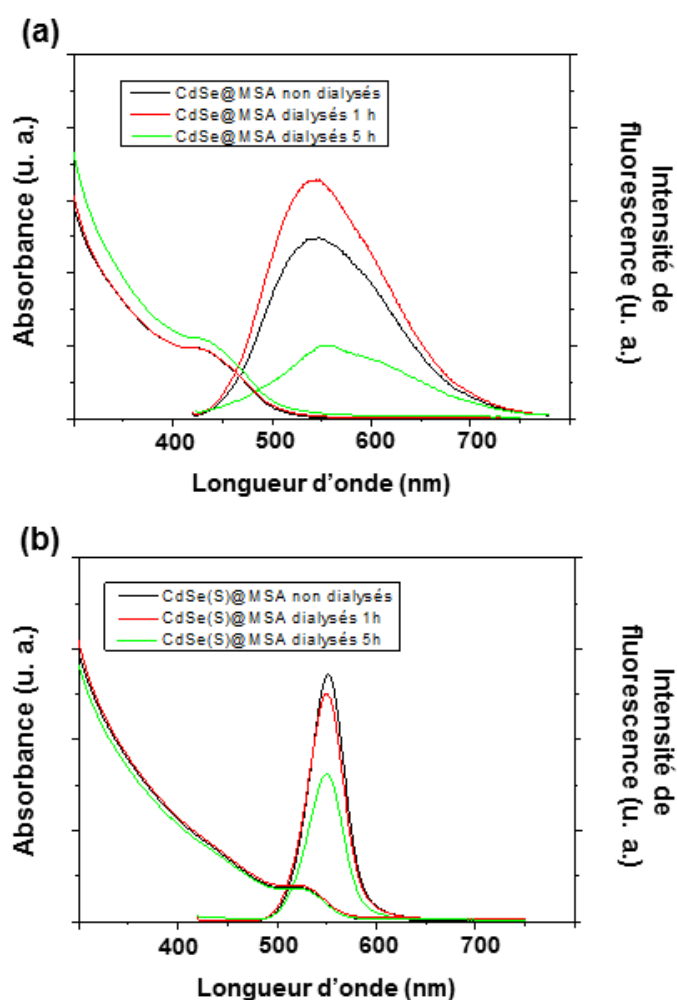 (a)
CdSe@MSA non dialysés
CdSe@MSA dialysés 1 h
CdSe@MSA dialysés 5 h
Absorbance (u. a.)
Intensité de
fluorescence (u. a.)
400 500 600 700
Longueur d'onde (nm)
(b)
CdSe(S)@MSA non dialysés
CdSe(S)@MSA dialysés 1h
CdSe(S)@MSA dialysés 5h
Absorbance (u. a.)
Intensité de
fluorescence (u. a.)
400 500 600 700
Longueur d'onde (nm)